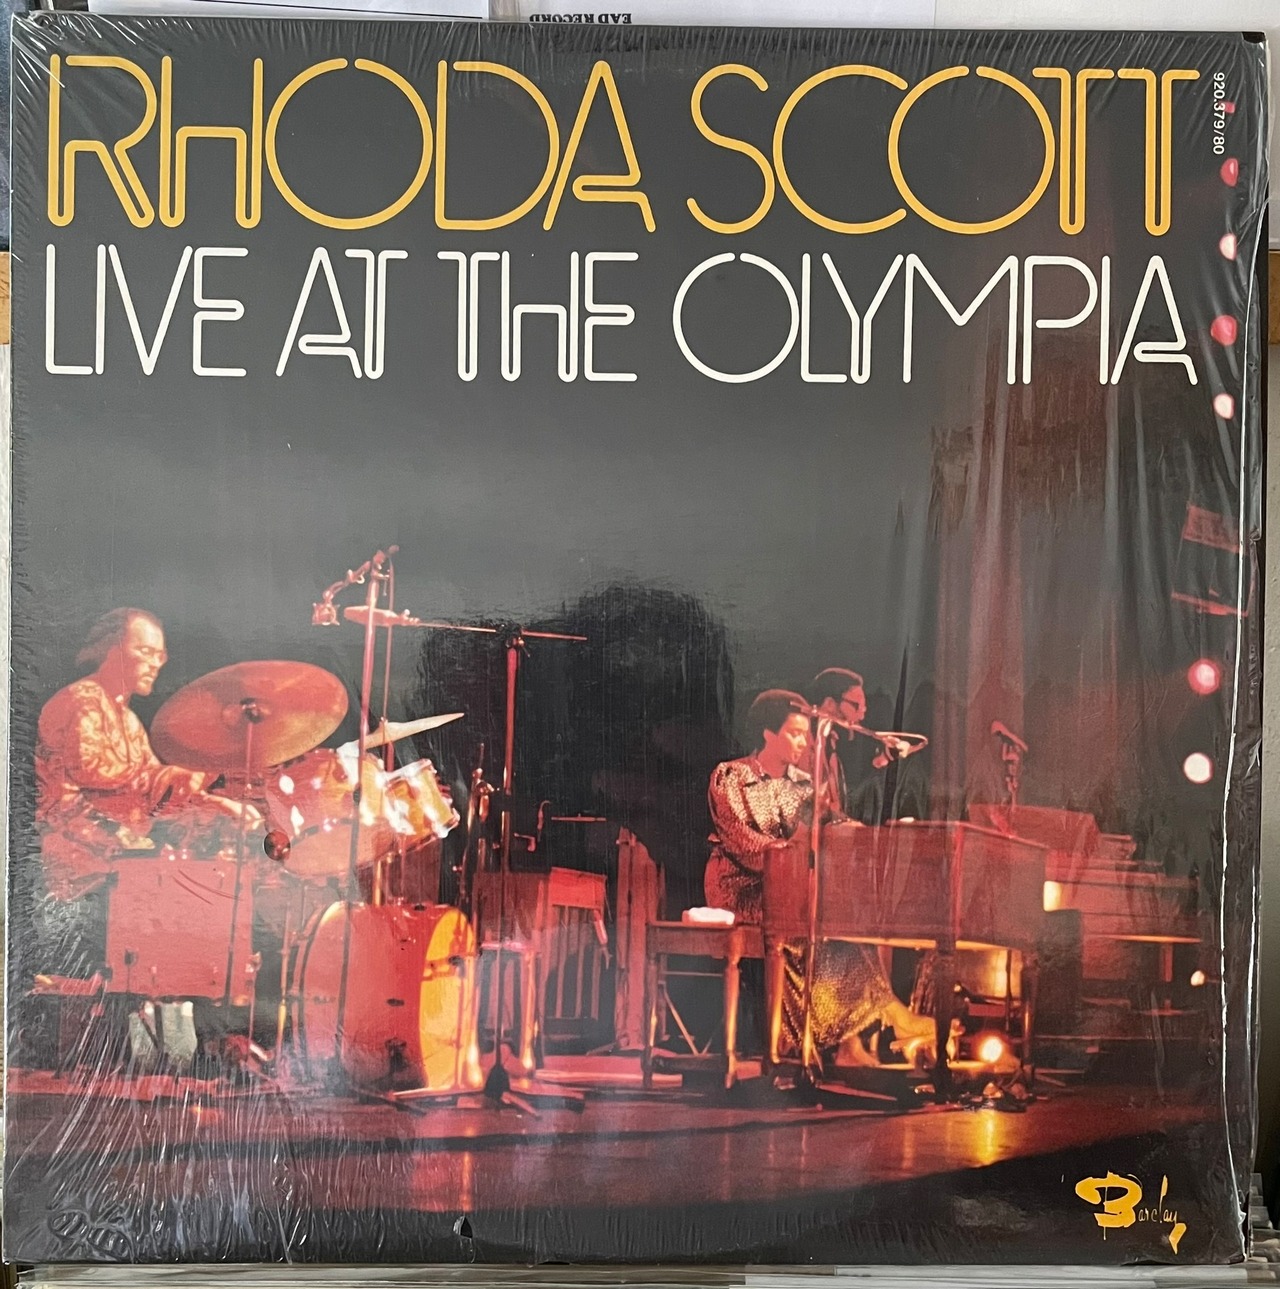 EAD RECORD
RHODA SCOTT
920.379/80
LIVE AT THE OLYMPIA
Barclay